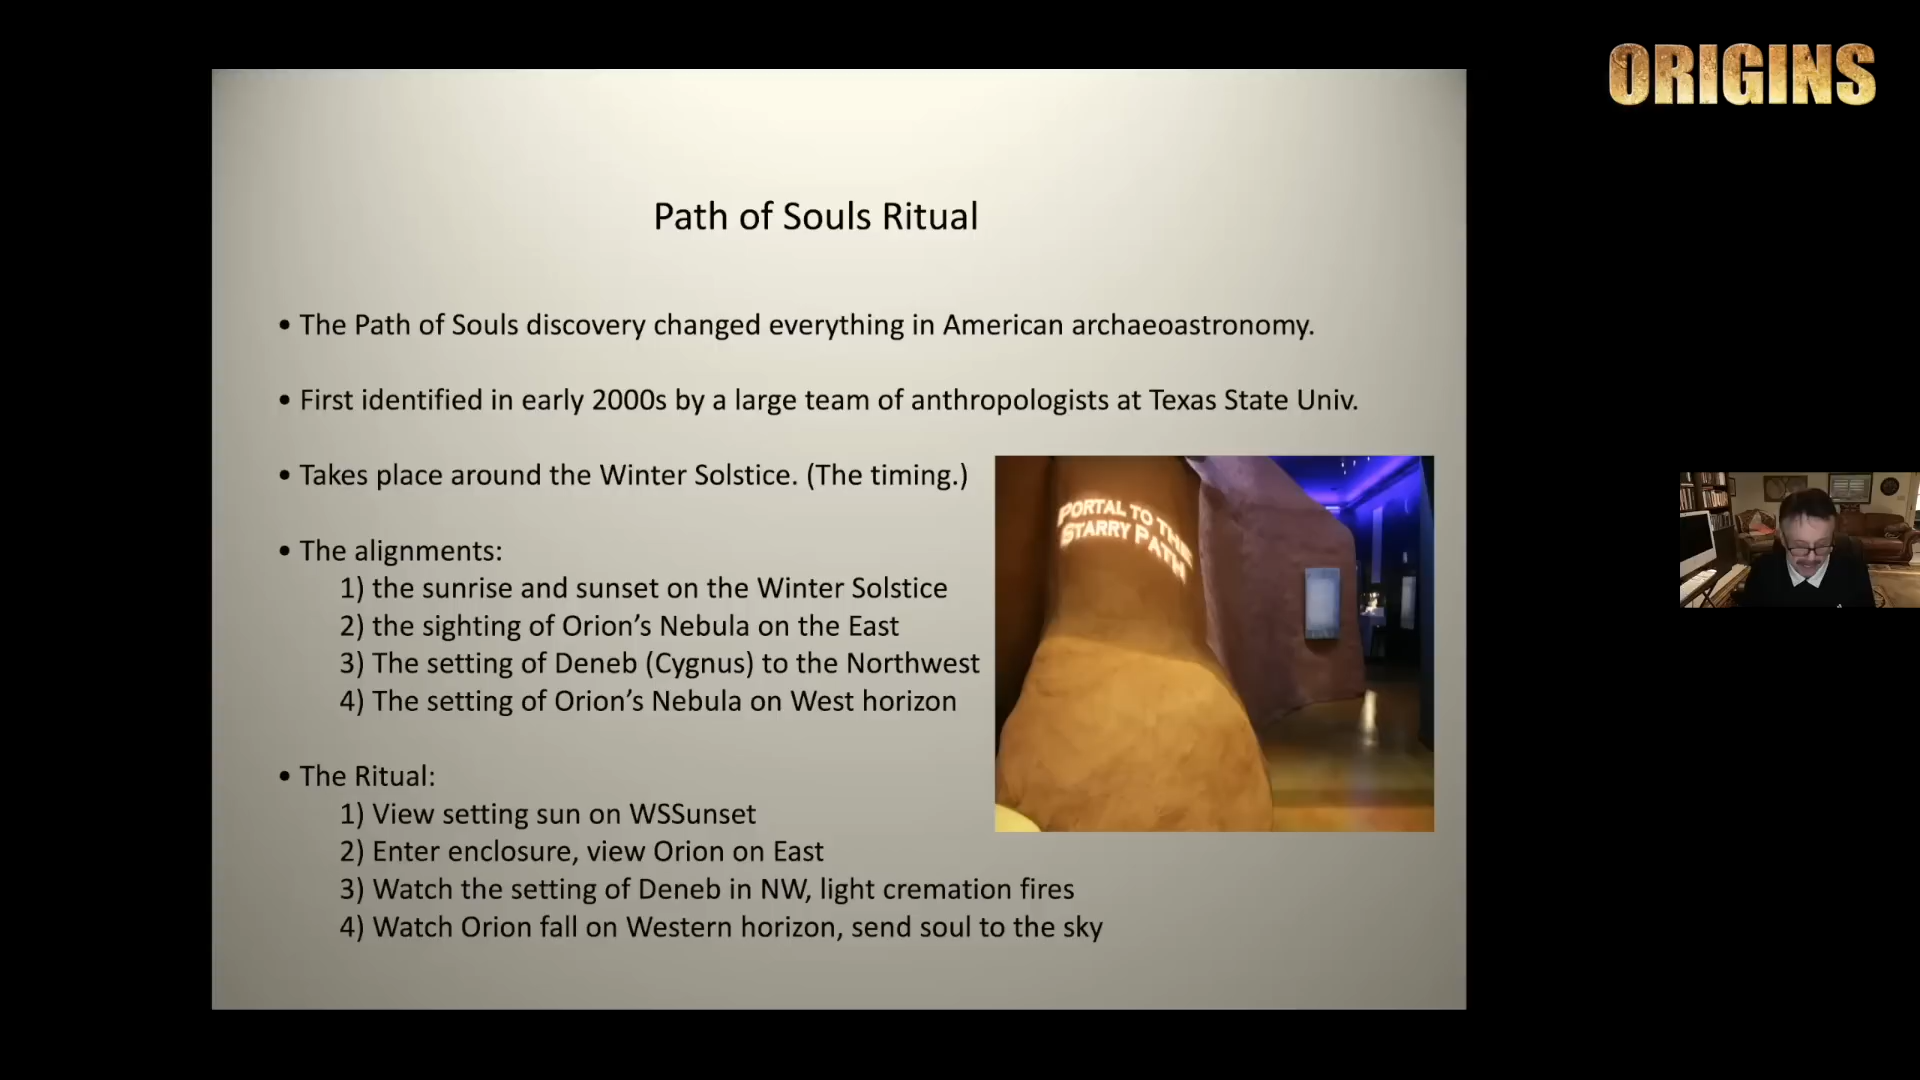 ORIGINS
Path of Souls Ritual
• The Path of Souls discovery changed everything in American archaeoastronomy.
• First identified in early 2000s by a large team of anthropologists at Texas State Univ.
• Takes place around the Winter Solstice. (The timing.)
• The alignments:
1) the sunrise and sunset on the Winter Solstice
2) the sighting of Orion’s Nebula on the East
3) The setting of Deneb (Cygnus) to the Northwest
4) The setting of Orion’s Nebula on West horizon
• The Ritual:
1) View setting sun on WSSunset
2) Enter enclosure, view Orion on East
3) Watch the setting of Deneb in NW, light cremation fires
4) Watch Orion fall on Western horizon, send soul to the sky
PORTAL TO THE
STARRY PATH